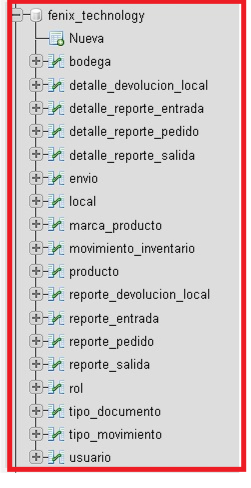 fenix_technology
Nueva
bodega
detalle_devolucion_local
detalle_reporte_entrada
detalle_reporte_pedido
detalle_reporte_salida
envio
local
marca_producto
movimiento_inventario
producto
reporte_devolucion_local
reporte_entrada
reporte_pedido
reporte_salida
rol
tipo_documento
tipo_movimiento
usuario